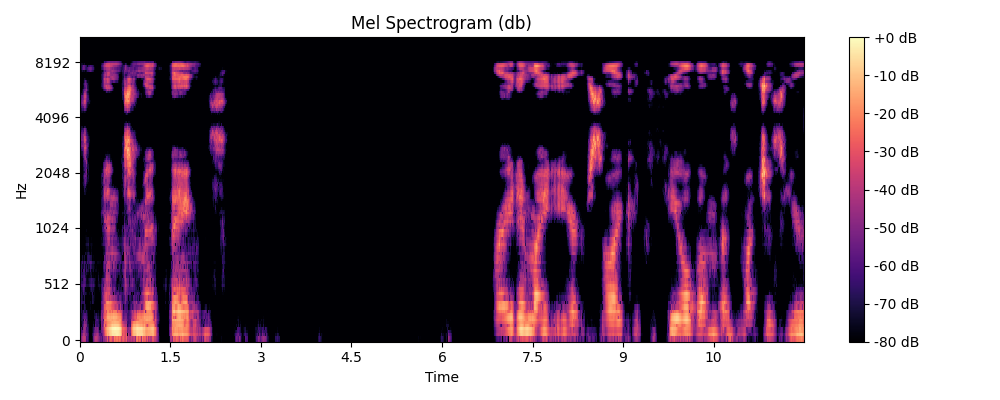 Mel Spectrogram (db)
Hz
8192
4096
2048
1024
512
0
0 1.5 3 4.5 6 7.5 9 10
Time
+0 dB
-10 dB
-20 dB
-30 dB
-40 dB
-50 dB
-60 dB
-70 dB
-80 dB